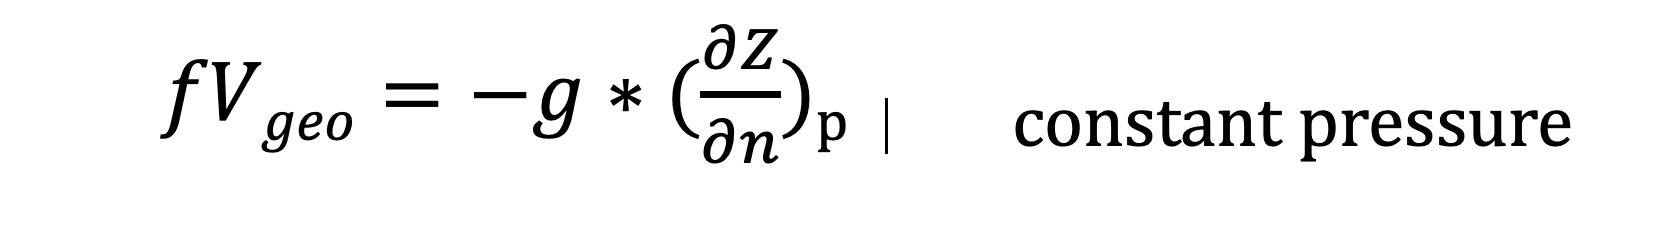 fV_geo = −g * (∂Z/∂n)_p | constant pressure